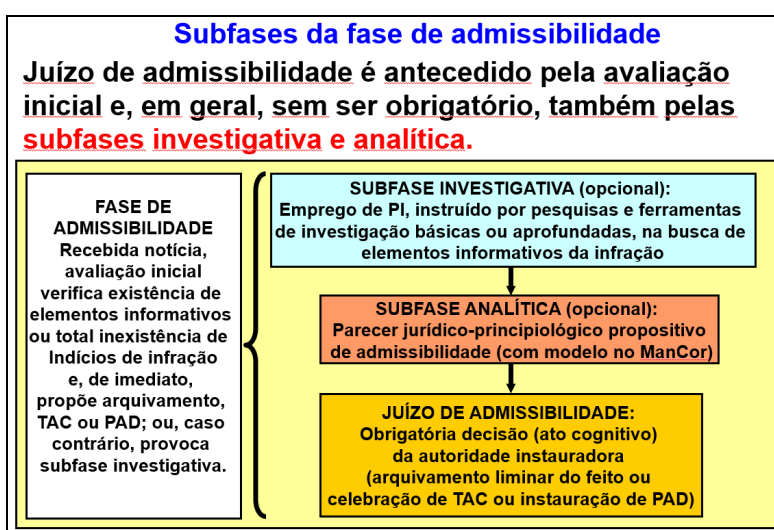 Subfases da fase de admissibilidade
Juízo de admissibilidade é antecedido pela avaliação
inicial e, em geral, sem ser obrigatório, também pelas
subfases investigativa e analítica.
FASE DE
ADMISSIBILIDADE
Recebida notícia,
avaliação inicial
verifica existência de
elementos informativos
ou total inexistência de
Indícios de infração
e, de imediato,
propõe arquivamento,
TAC ou PAD; ou, caso
contrário, provoca
subfase investigativa.
SUBFASE INVESTIGATIVA (opcional):
Emprego de PI, instruído por pesquisas e ferramentas
de investigação básicas ou aprofundadas, na busca de
elementos informativos da infração
SUBFASE ANALÍTICA (opcional):
Parecer jurídico-principiológico propositivo
de admissibilidade (com modelo no ManCor)
JUÍZO DE ADMISSIBILIDADE:
Obrigatória decisão (ato cognitivo)
da autoridade instauradora
(arquivamento liminar do feito ou
celebração de TAC ou instauração de PAD)